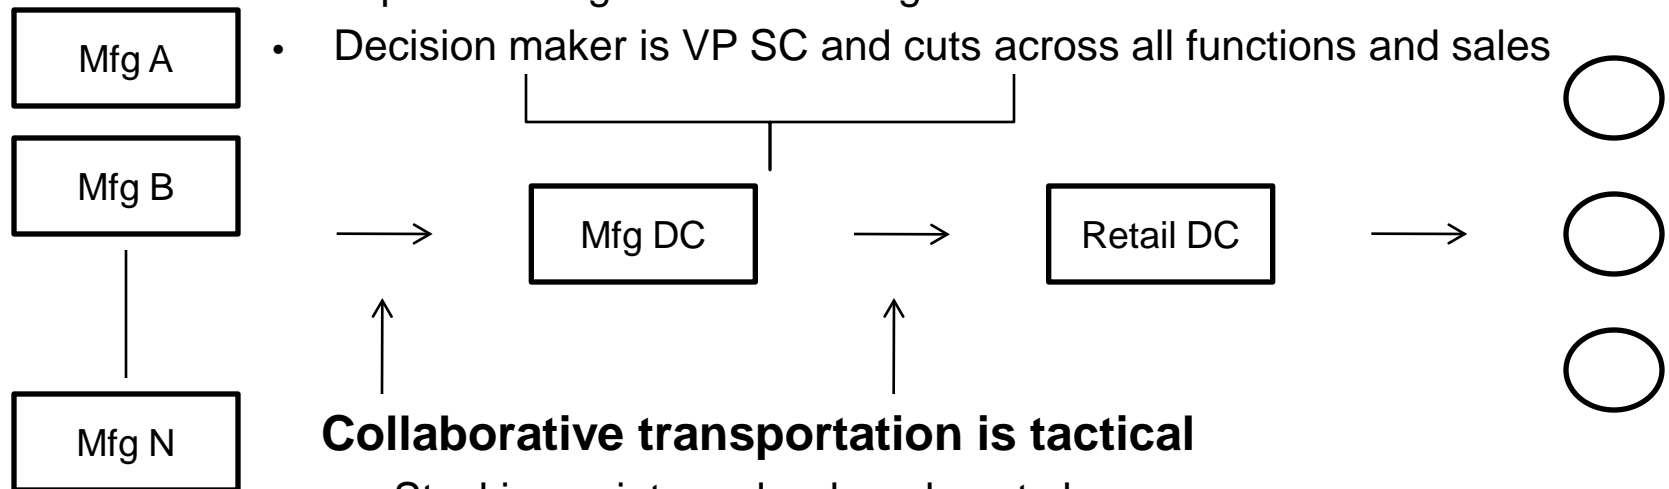 Mfg A
• Decision maker is VP SC and cuts across all functions and sales
Mfg B
Mfg DC
Retail DC
Mfg N
Collaborative transportation is tactical